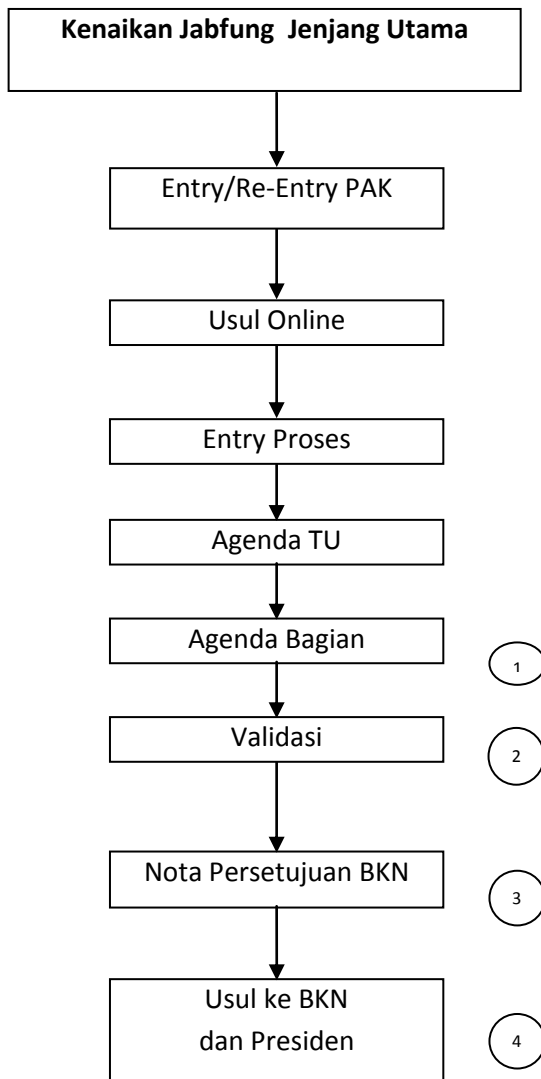 Kenaikan Jabfung Jenjang Utama
Entry/Re-Entry PAK
Usul Online
Entry Proses
Agenda TU
Agenda Bagian
1
Validasi
2
Nota Persetujuan BKN
3
Usul ke BKN
dan Presiden
4